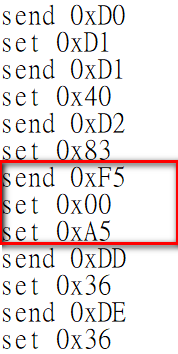 send 0xD0
set 0xD1
send 0xD1
set 0x40
send 0xD2
set 0x83
send 0xF5
set 0x00
set 0xA5
send 0xDD
set 0x36
send 0xDE
set 0x36